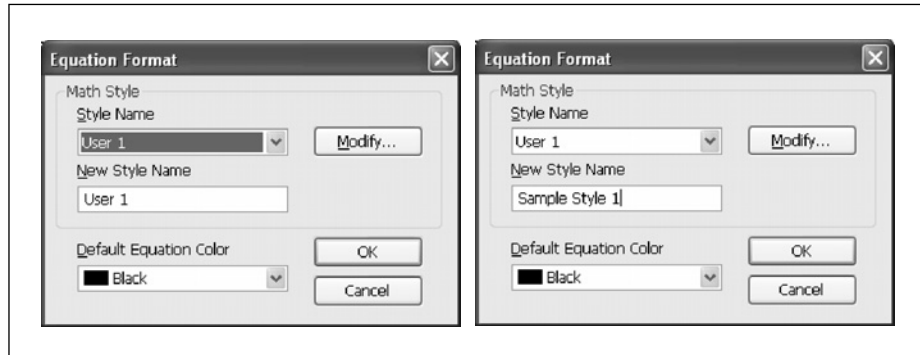 Equation Format
Math Style
Style Name
User 1
Modify...
New Style Name
User 1
Default Equation Color
Black
OK
Cancel
Equation Format
Math Style
Style Name
User 1
Modify...
New Style Name
Sample Style 1
Default Equation Color
Black
OK
Cancel